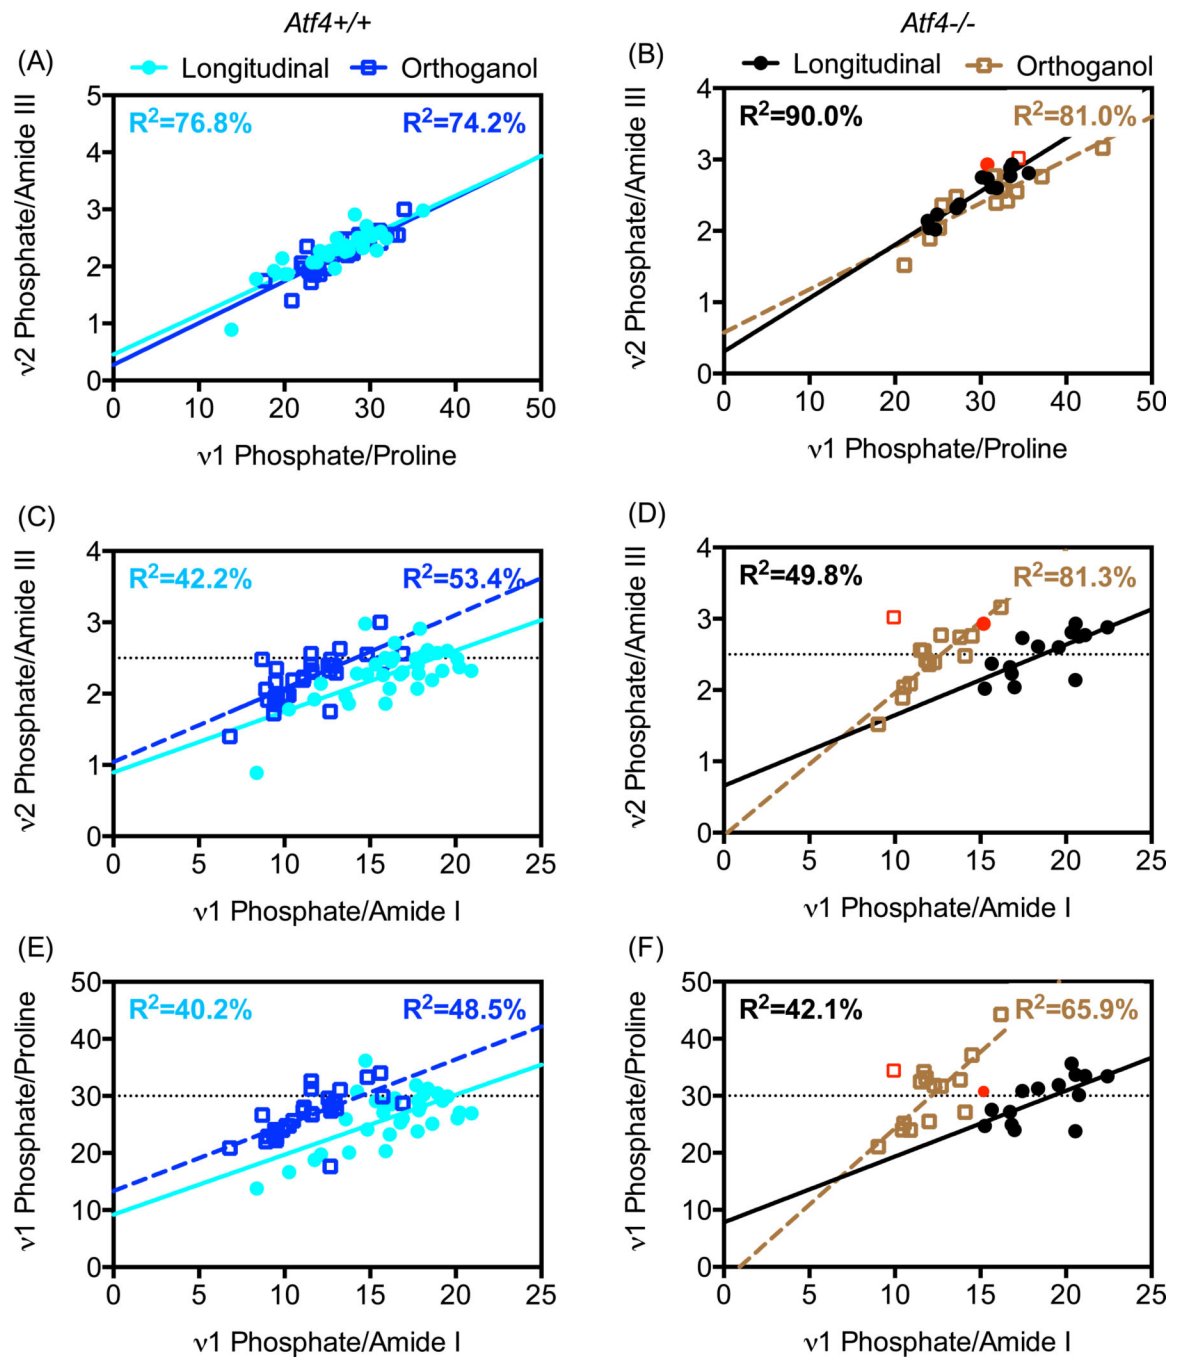 Atf4+/+
Atf4-/-
(A)
Longitudinal
Orthoganol
R²=76.8%
R²=74.2%
5
4
3
2
1
0
0
10
20
30
40
50
ν2 Phosphate/Amide III
ν1 Phosphate/Proline
(B)
Longitudinal
Orthoganol
R²=90.0%
R²=81.0%
4
3
2
1
0
0
10
20
30
40
50
ν2 Phosphate/Amide III
ν1 Phosphate/Proline
(C)
R²=42.2%
R²=53.4%
4
3
2
1
0
0
5
10
15
20
25
ν2 Phosphate/Amide III
ν1 Phosphate/Amide I
(D)
R²=49.8%
R²=81.3%
4
3
2
1
0
0
5
10
15
20
25
ν2 Phosphate/Amide III
ν1 Phosphate/Amide I
(E)
R²=40.2%
R²=48.5%
50
40
30
20
10
0
0
5
10
15
20
25
ν1 Phosphate/Proline
ν1 Phosphate/Amide I
(F)
R²=42.1%
R²=65.9%
50
40
30
20
10
0
0
5
10
15
20
25
ν1 Phosphate/Proline
ν1 Phosphate/Amide I